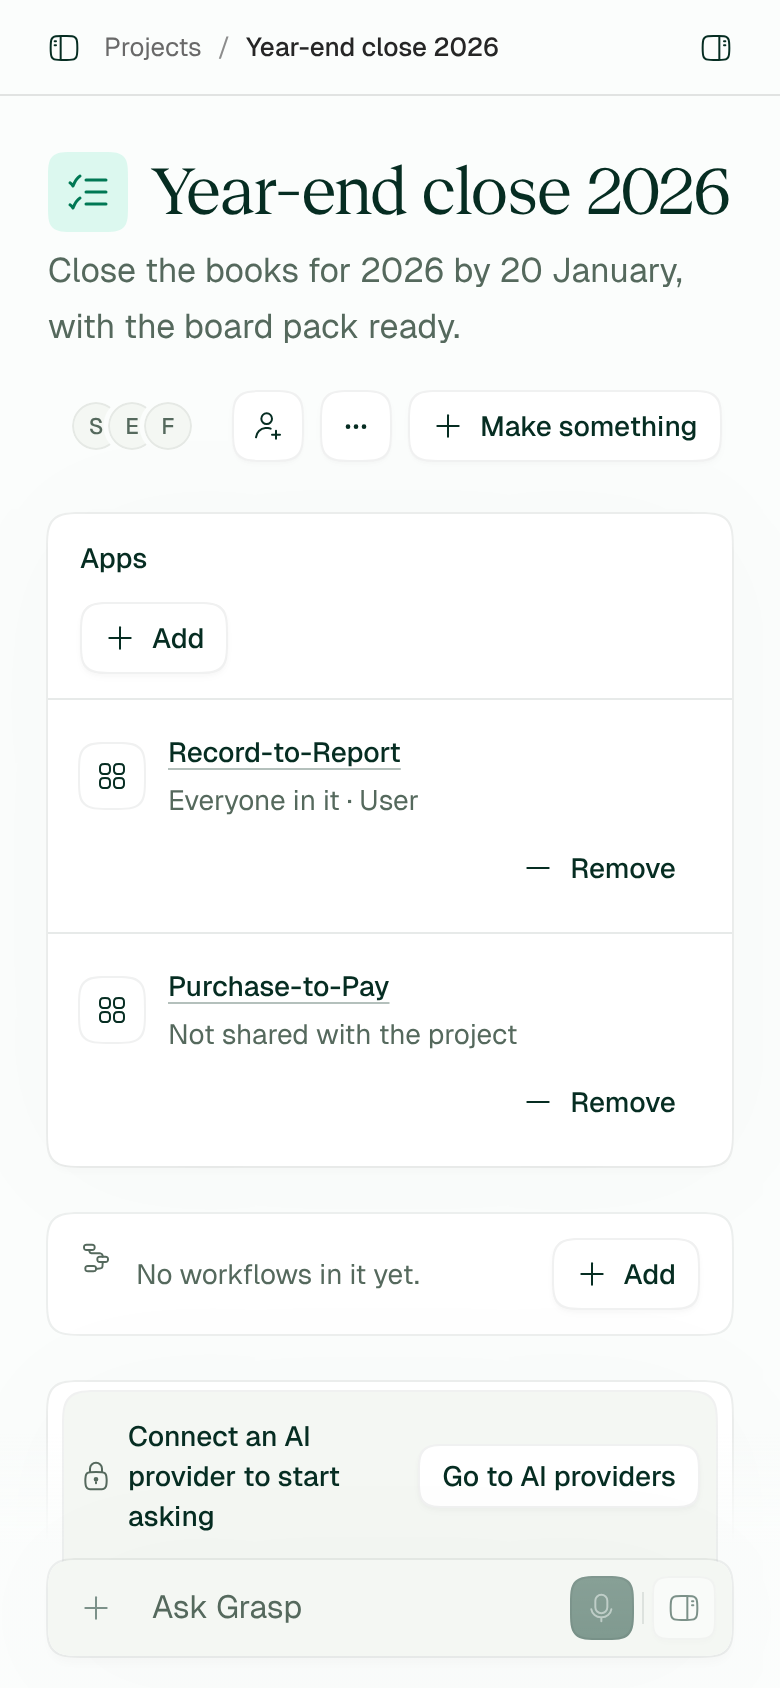 Projects / Year-end close 2026
Year-end close 2026
Close the books for 2026 by 20 January,
with the board pack ready.
S E F
Make something
Apps
Add
Record-to-Report
Everyone in it · User
Remove
Purchase-to-Pay
Not shared with the project
Remove
No workflows in it yet.
Add
Connect an AI
provider to start
asking
Go to AI providers
Ask Grasp